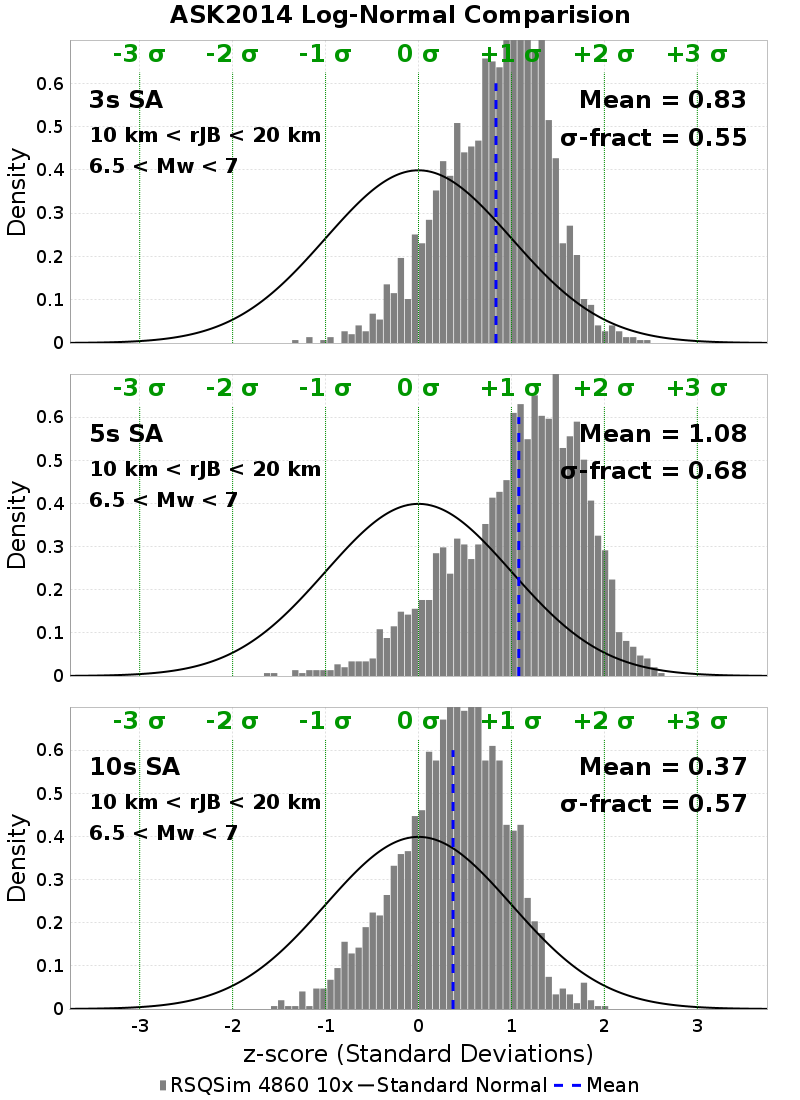 ASK2014 Log-Normal Comparision
-3 σ -2 σ -1 σ 0 σ +1 σ +2 σ +3 σ
3s SA
10 km < rJB < 20 km
6.5 < Mw < 7
Mean = 0.83
σ-fract = 0.55
Density
0.6
0.5
0.4
0.3
0.2
0.1
0
-3 σ -2 σ -1 σ 0 σ +1 σ +2 σ +3 σ
5s SA
10 km < rJB < 20 km
6.5 < Mw < 7
Mean = 1.08
σ-fract = 0.68
Density
0.6
0.5
0.4
0.3
0.2
0.1
0
-3 σ -2 σ -1 σ 0 σ +1 σ +2 σ +3 σ
10s SA
10 km < rJB < 20 km
6.5 < Mw < 7
Mean = 0.37
σ-fract = 0.57
Density
0.6
0.5
0.4
0.3
0.2
0.1
0
-3 -2 -1 0 1 2 3
z-score (Standard Deviations)
RSQSim 4860 10x Standard Normal Mean